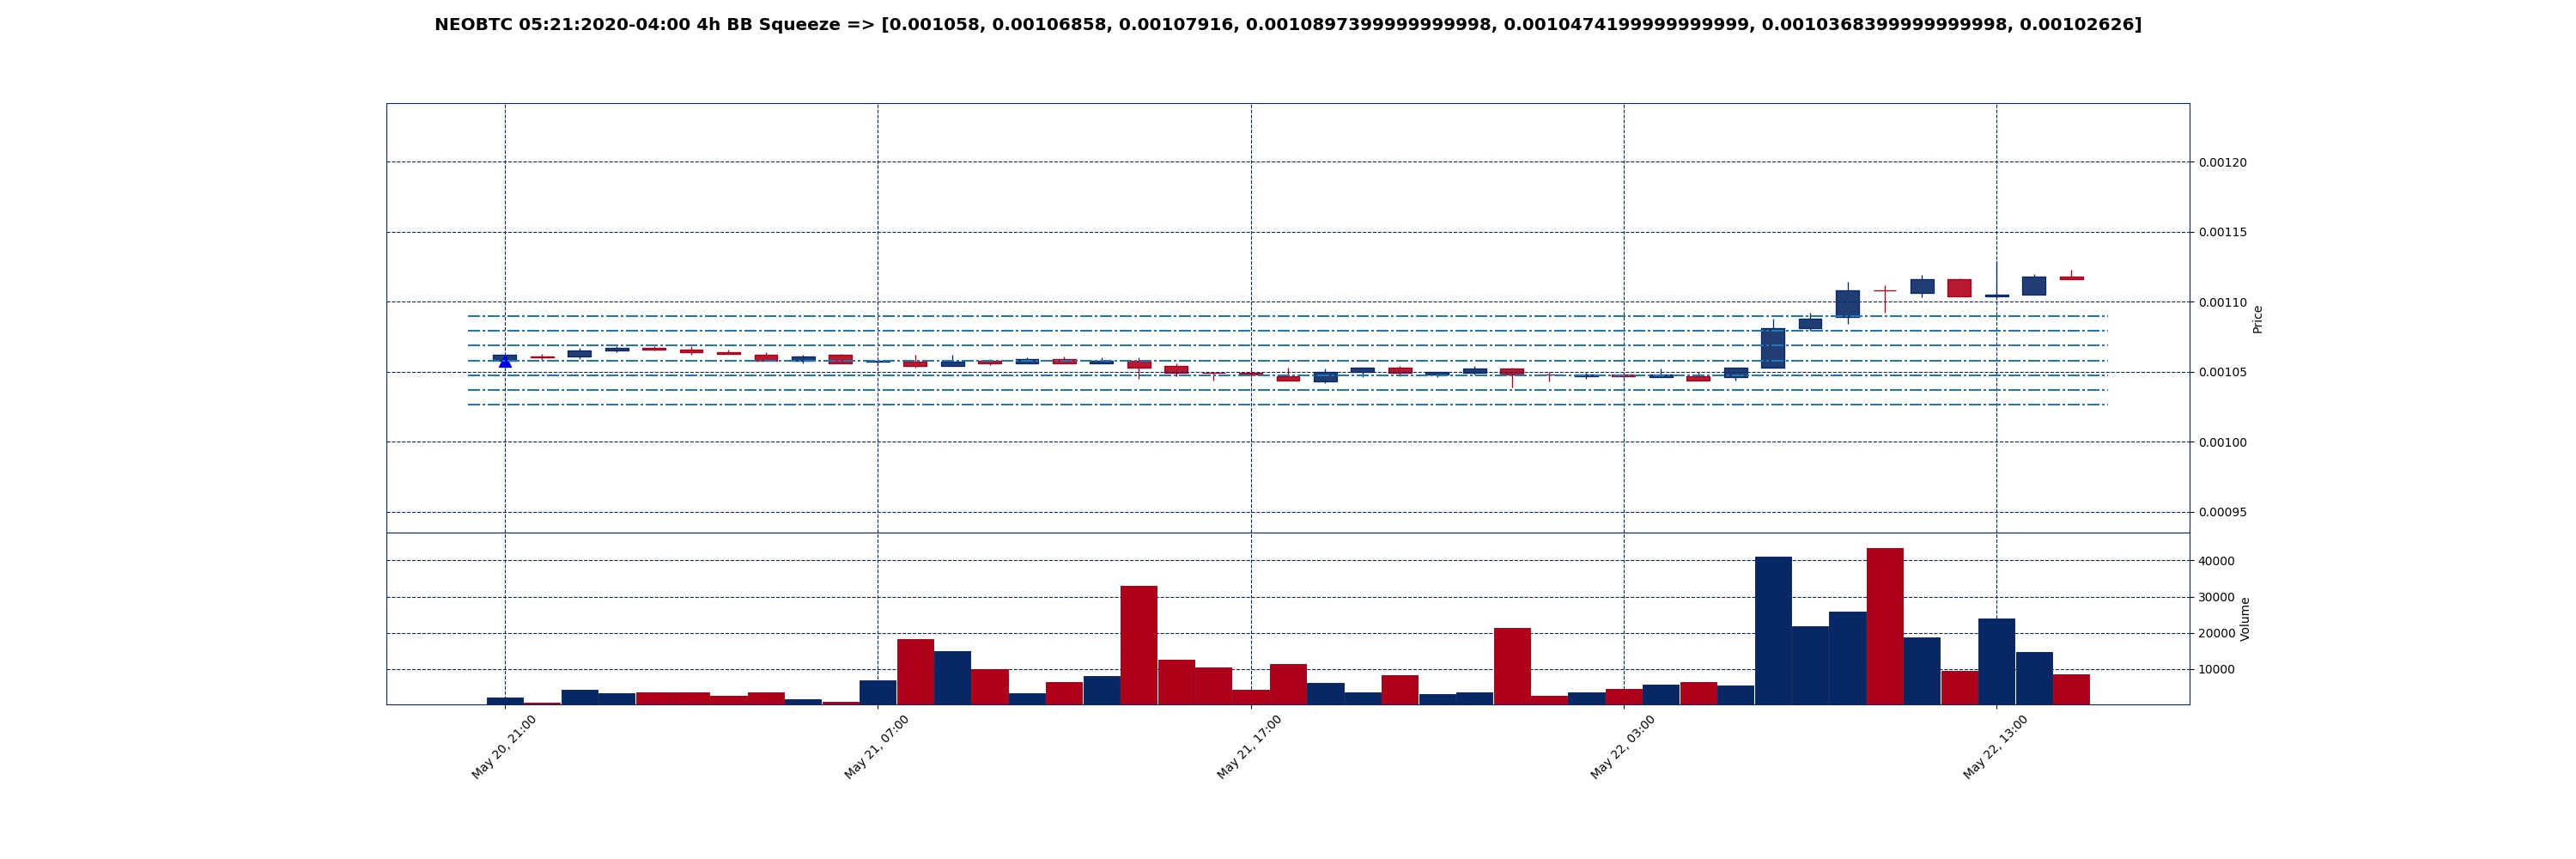 NEOBTC 05:21:2020-04:00 4h BB Squeeze => [0.001058, 0.00106858, 0.00107916, 0.0010897399999999998, 0.0010474199999999999, 0.0010368399999999998, 0.00102626]
0.00120
0.00115
0.00110
0.00105
0.00100
0.00095
Price
40000
30000
20000
10000
Volume
May 20, 21:00
May 21, 07:00
May 21, 17:00
May 22, 03:00
May 22, 13:00